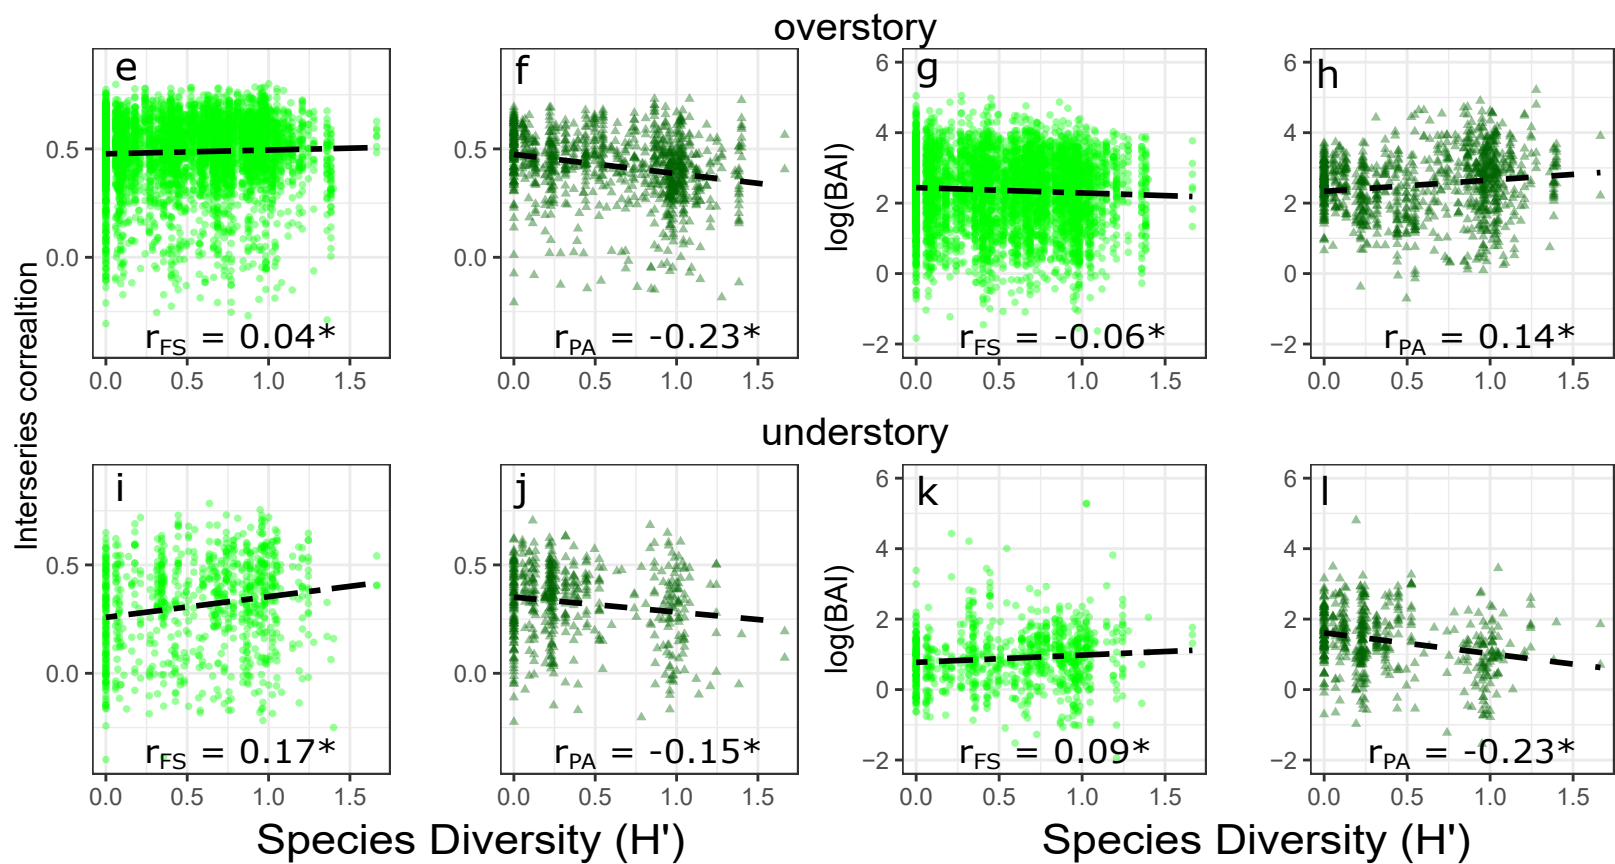 overstory
e
f
g
h
0.5
0.0
0.5
0.0
6
4
2
0
−2
6
4
2
0
−2
Interseries correaltion
log(BAI)
rFS = 0.04*
rPA = -0.23*
rFS = -0.06*
rPA = 0.14*
0.0 0.5 1.0 1.5
0.0 0.5 1.0 1.5
0.0 0.5 1.0 1.5
0.0 0.5 1.0 1.5
understory
i
j
k
l
0.5
0.0
0.5
0.0
6
4
2
0
−2
6
4
2
0
−2
log(BAI)
rFS = 0.17*
rPA = -0.15*
rFS = 0.09*
rPA = -0.23*
0.0 0.5 1.0 1.5
0.0 0.5 1.0 1.5
0.0 0.5 1.0 1.5
0.0 0.5 1.0 1.5
Species Diversity (H')
Species Diversity (H')